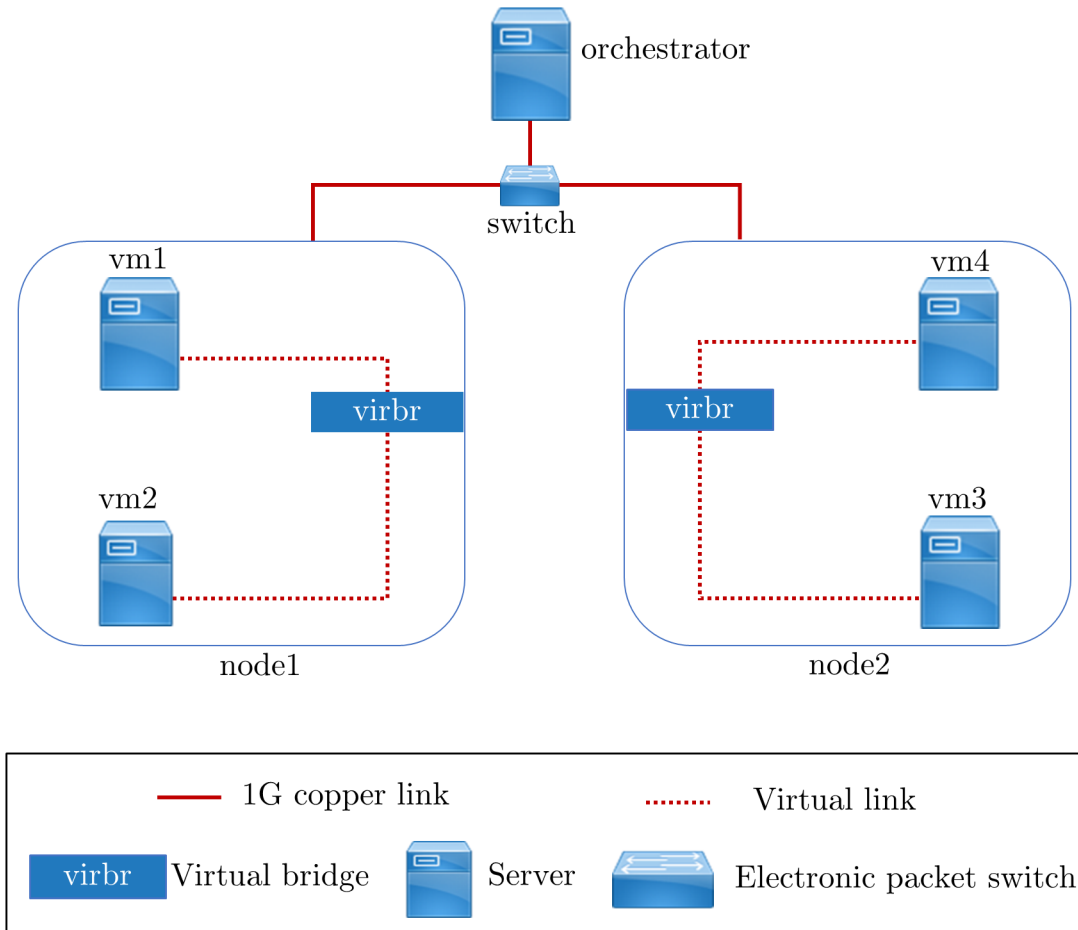 orchestrator
switch
vm1
vm4
virbr
virbr
vm2
vm3
node1
node2
1G copper link
Virtual link
virbr
Virtual bridge
Server
Electronic packet switch